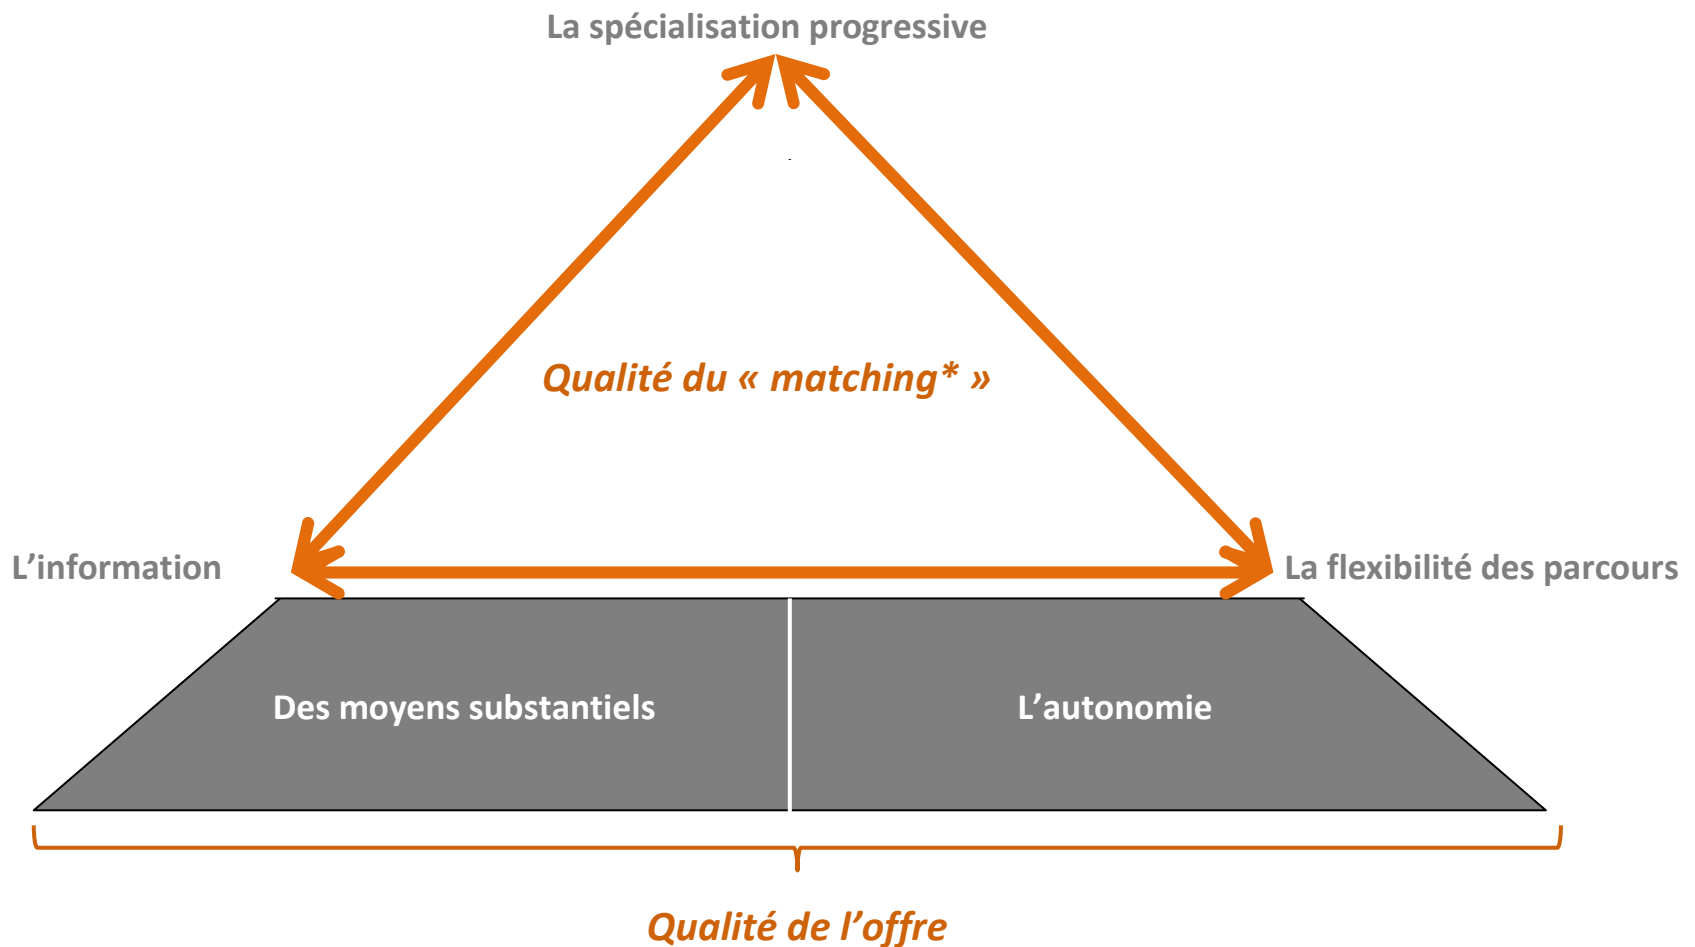 La spécialisation progressive
Qualité du « matching* »
L’information
La flexibilité des parcours
Des moyens substantiels
L’autonomie
Qualité de l’offre